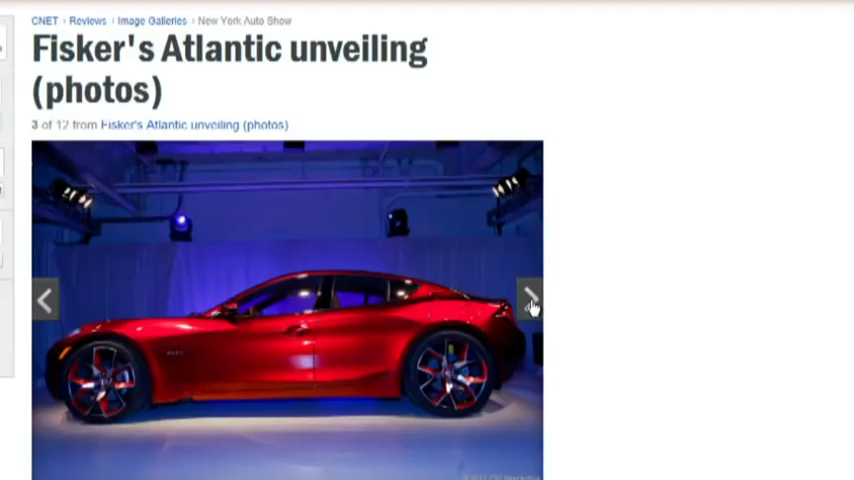 CNET › Reviews › Image Galleries › New York Auto Show
Fisker's Atlantic unveiling
(photos)
3 of 12 from Fisker's Atlantic unveiling (photos)